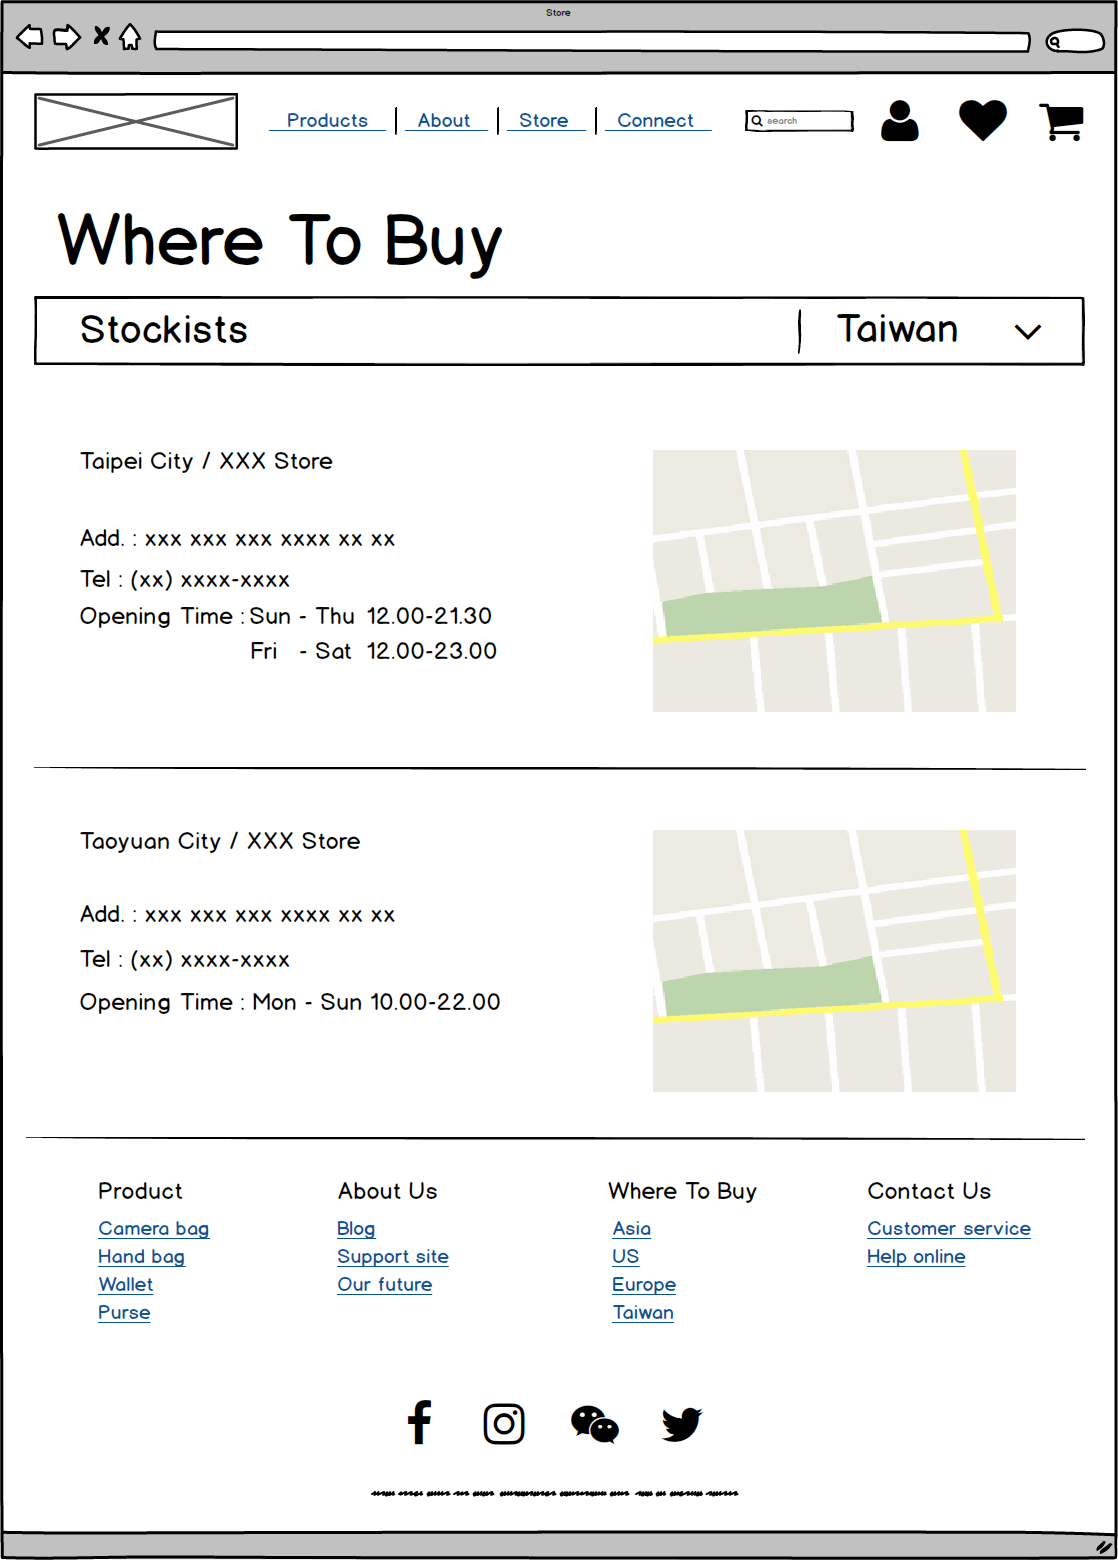 Store
Products About Store Connect search
Where To Buy
Stockists Taiwan
Taipei City / XXX Store
Add. : xxx xxx xxx xxxx xx xx
Tel : (xx) xxxx-xxxx
Opening Time : Sun - Thu 12.00-21.30
Fri - Sat 12.00-23.00
Taoyuan City / XXX Store
Add. : xxx xxx xxx xxxx xx xx
Tel : (xx) xxxx-xxxx
Opening Time : Mon - Sun 10.00-22.00
Product About Us Where To Buy Contact Us
Camera bag Blog Asia Customer service
Hand bag Support site US Help online
Wallet Our future Europe
Purse Taiwan